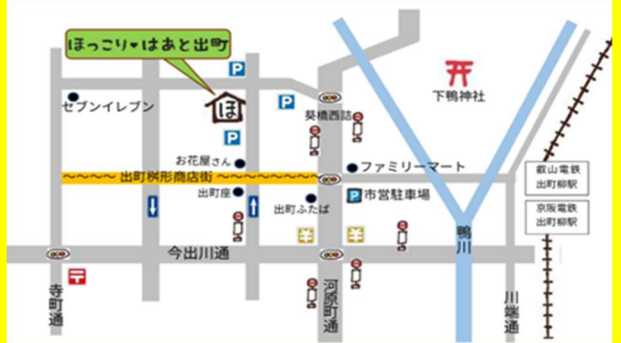 ほっこり♥はあと出町
P
下鴨神社
P
セブンイレブン
ほ
葵橋西詰
P
お花屋さん
ファミリーマート
叡山電鉄
出町柳駅
～～～～出町桝形商店街～～～～～～～
出町座
P市営駐車場
出町ふたば
京阪電鉄
出町柳駅
鴨川
今出川通
寺町通
河原町通
川端通